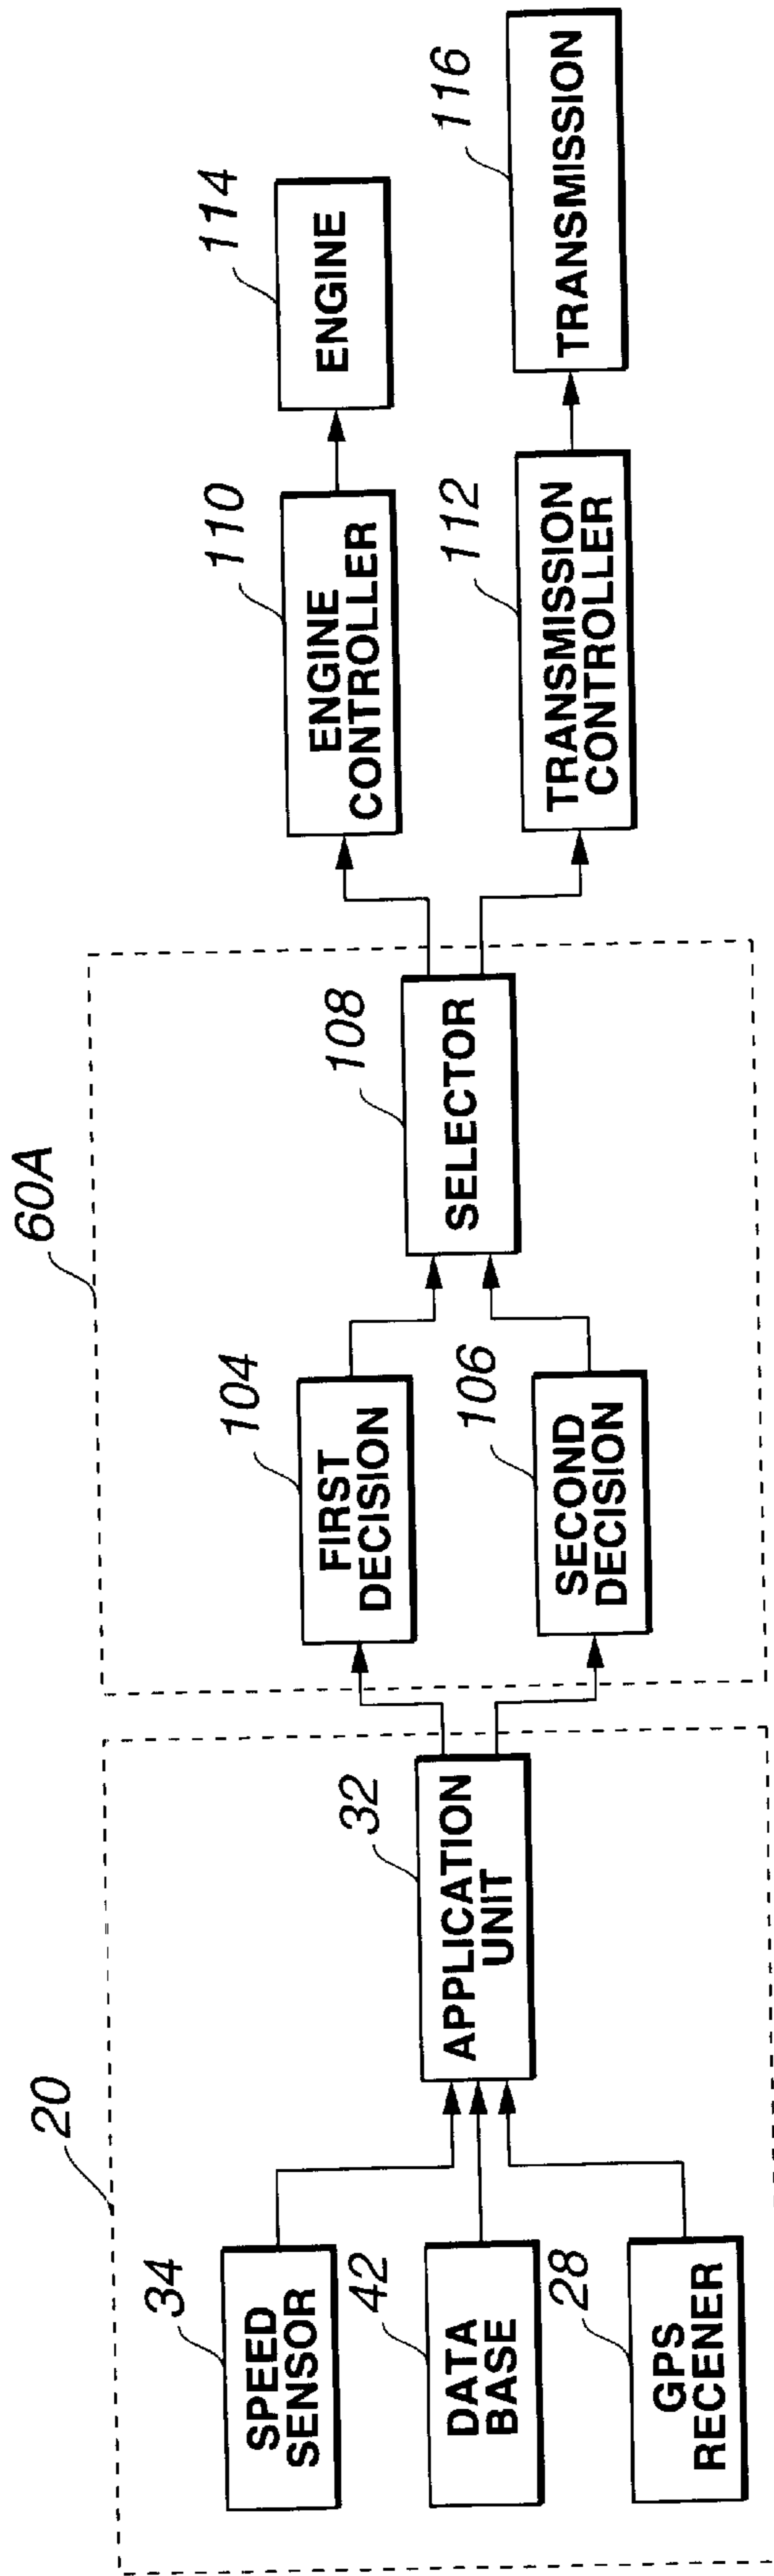 20
34
SPEED
SENSOR
42
DATA
BASE
28
GPS
RECENER
32
APPLICATION
UNIT
60A
104
FIRST
DECISION
106
SECOND
DECISION
108
SELECTOR
110
ENGINE
CONTROLLER
112
TRANSMISSION
CONTROLLER
114
ENGINE
116
TRANSMISSION